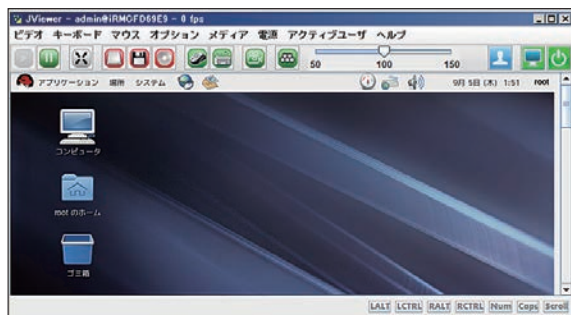 JViewer - admin@iRMCFD69E9 - 0 fps
ビデオ キーボード マウス オプション メディア 電源 アクティブユーザ ヘルプ
50 100 150
アプリケーション 場所 システム 9月 5日 (木) 1:51 root
コンピュータ
root のホーム
ゴミ箱
LALT LCTRL RALT RCTRL Num Caps Scroll